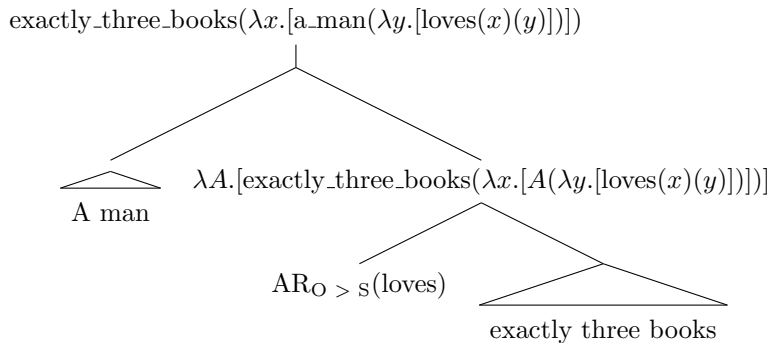 exactly_three_books(λx.[a_man(λy.[loves(x)(y)])])
λA.[exactly_three_books(λx.[A(λy.[loves(x)(y)])])]
A man
AR_O > S(loves)
exactly three books